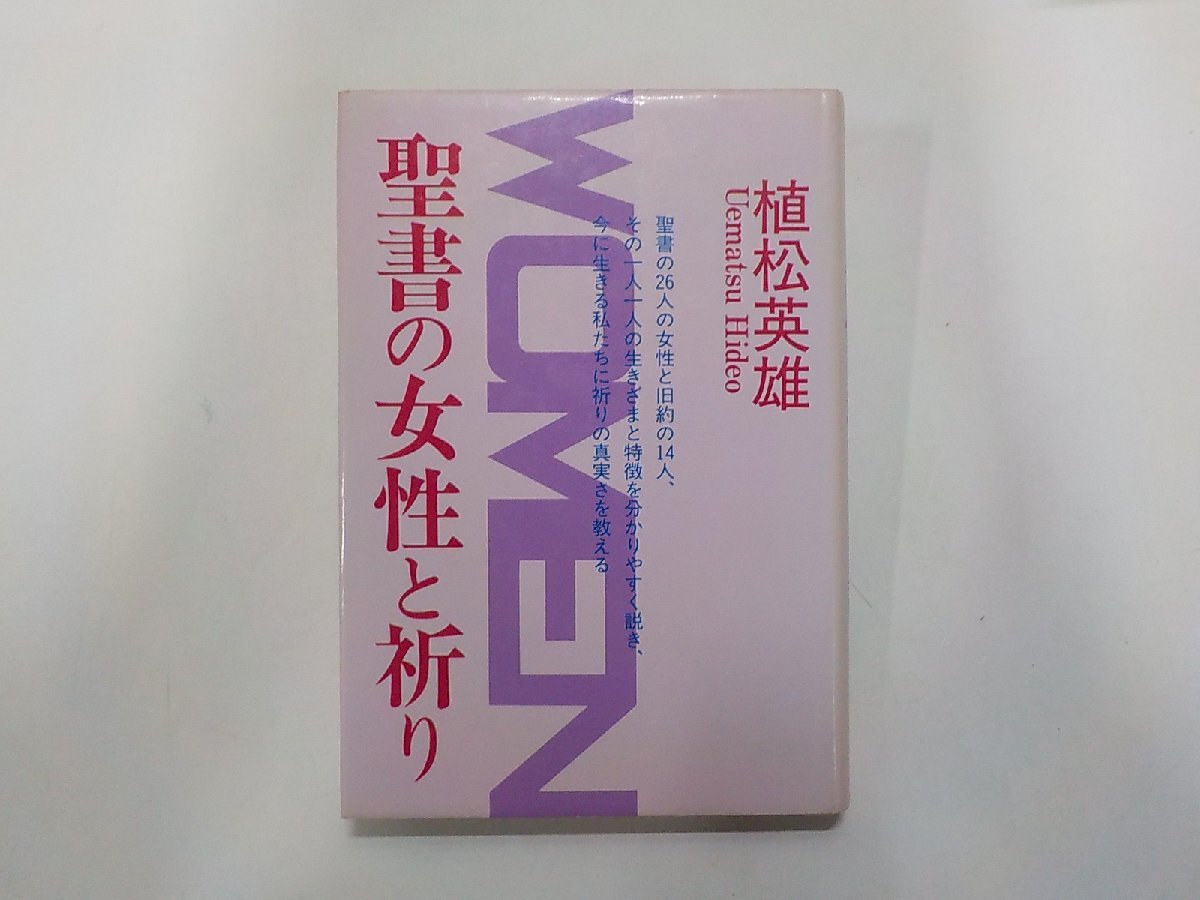 植松英雄
Uematsu Hideo
聖書の26人の女性と旧約の14人、
その一人一人の生きざまと特徴を分かりやすく説き、
今に生きる私たちに祈りの真実さを教える
WOMEN
聖書の女性と祈り